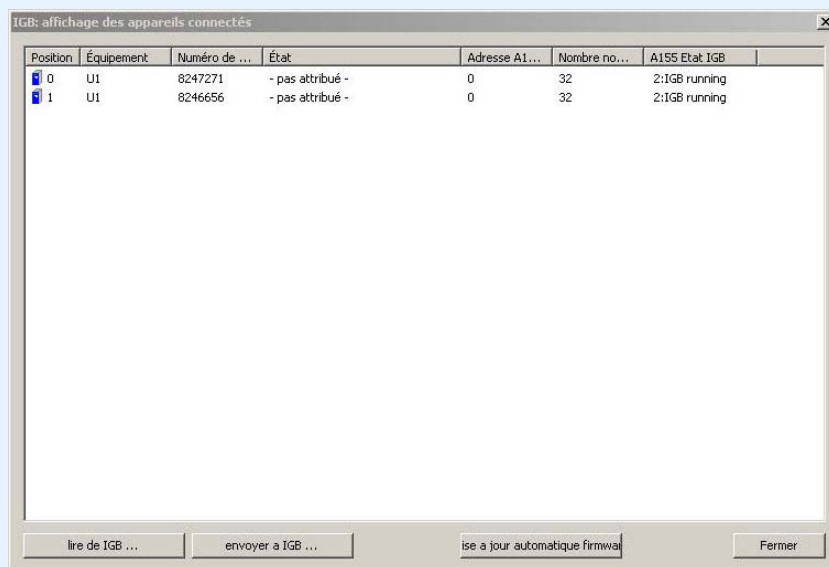 IGB: affichage des appareils connectés
Position Équipement Numéro de ... État Adresse A1... Nombre no... A155 Etat IGB
0 U1 8247271 - pas attribué - 0 32 2:IGB running
1 U1 8246656 - pas attribué - 0 32 2:IGB running
lire de IGB ... envoyer a IGB ... ise a jour automatique firmwai Fermer